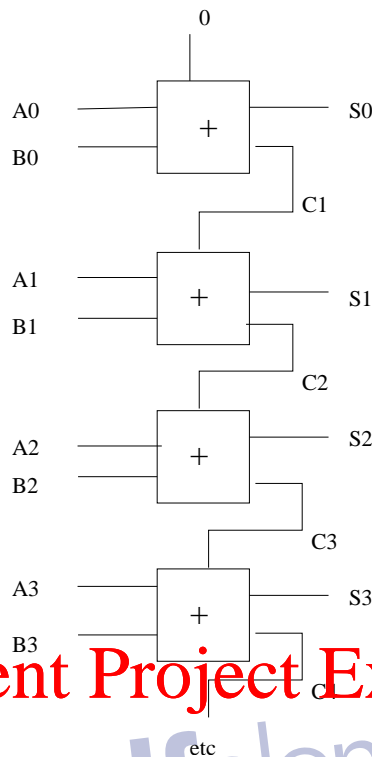 0
A0
+
S0
B0
C1
A1
+
S1
B1
C2
A2
+
S2
B2
C3
A3
+
S3
B3
ent Project Ex
etc